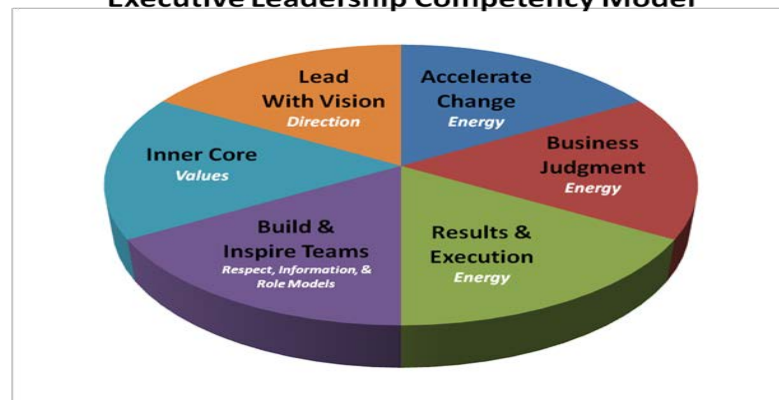 Executive Leadership Competency Model
Lead
With Vision
Direction
Accelerate
Change
Energy
Business
Judgment
Energy
Results &
Execution
Energy
Build &
Inspire Teams
Respect, Information, &
Role Models
Inner Core
Values